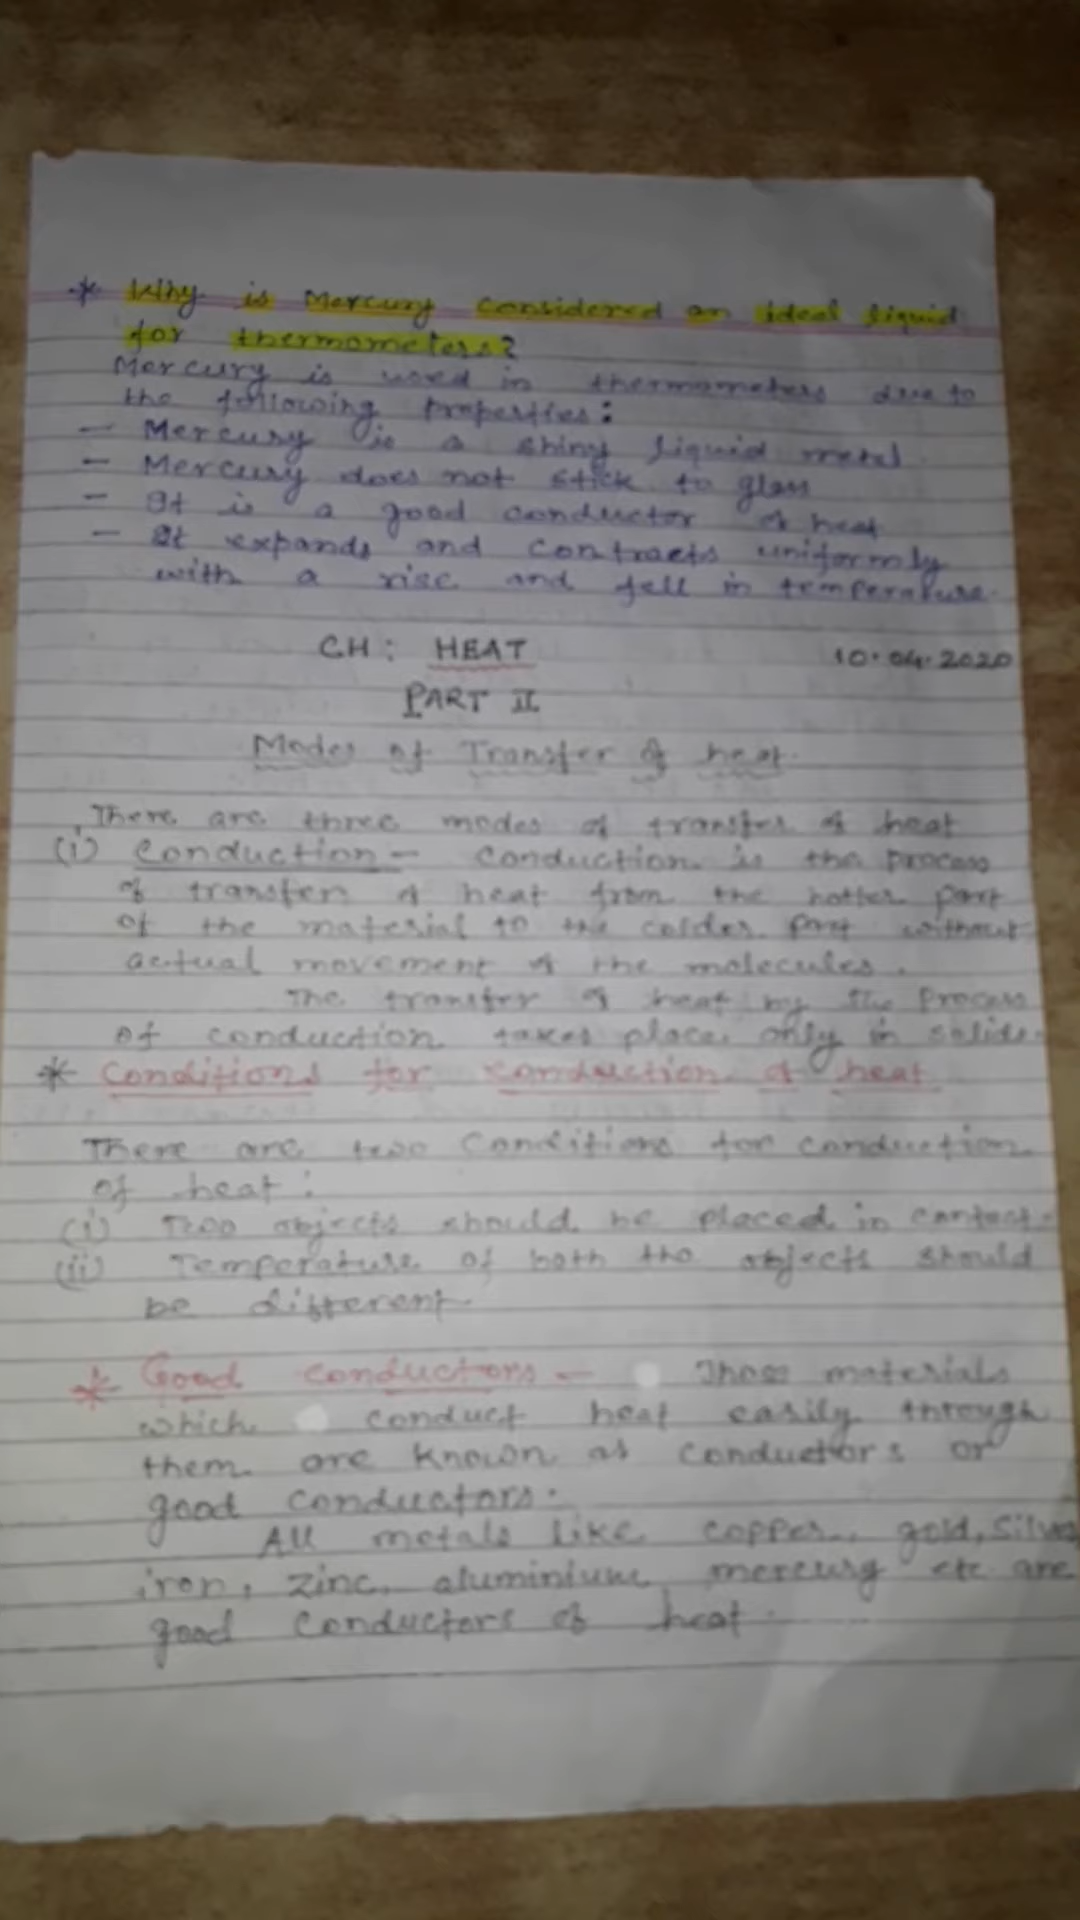 * Why is Mercury considered an ideal liquid
for thermometers?
Mercury is used in thermometers due to
the following properties:
- Mercury is a shiny liquid metal.
- Mercury does not stick to glass
- It is a good conductor of heat
- It expands and contracts uniformly
with a rise and fell in temperature.
CH: HEAT 10.04.2020
PART II
Modes of Transfer of heat.
There are three modes of transfer of heat
(i) Conduction - Conduction is the process
of transfer of heat from the hotter part
of the material to the colder part without
actual movement of the molecules.
The transfer of heat by the process
of conduction takes place only in solids.
* Conditions for conduction of heat
There are two conditions for conduction
of heat:
(i) Two objects should be placed in contact.
(ii) Temperature of both the objects should
be different.
* Good conductors - Those materials
which conduct heat easily through
them are known as conductors or
good conductors.
All metals like copper, gold, silver
iron, zinc, aluminium mercury etc. are
good conductors of heat.